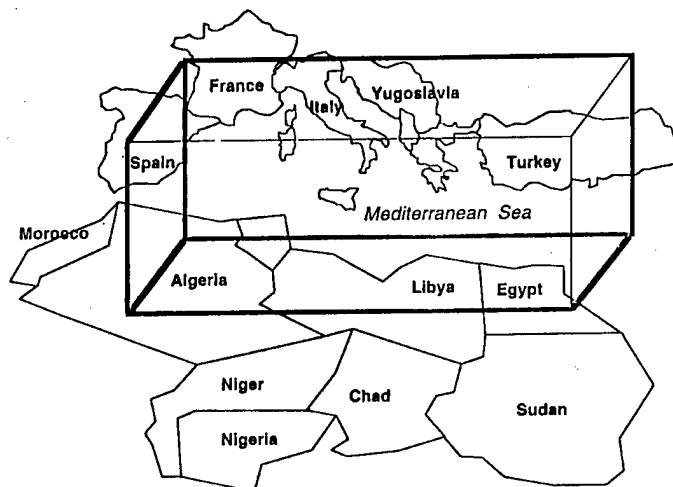 France
Yugoslavia
Italy
Spain
Turkey
Mediterranean Sea
Morocco
Algeria
Libya
Egypt
Niger
Chad
Sudan
Nigeria